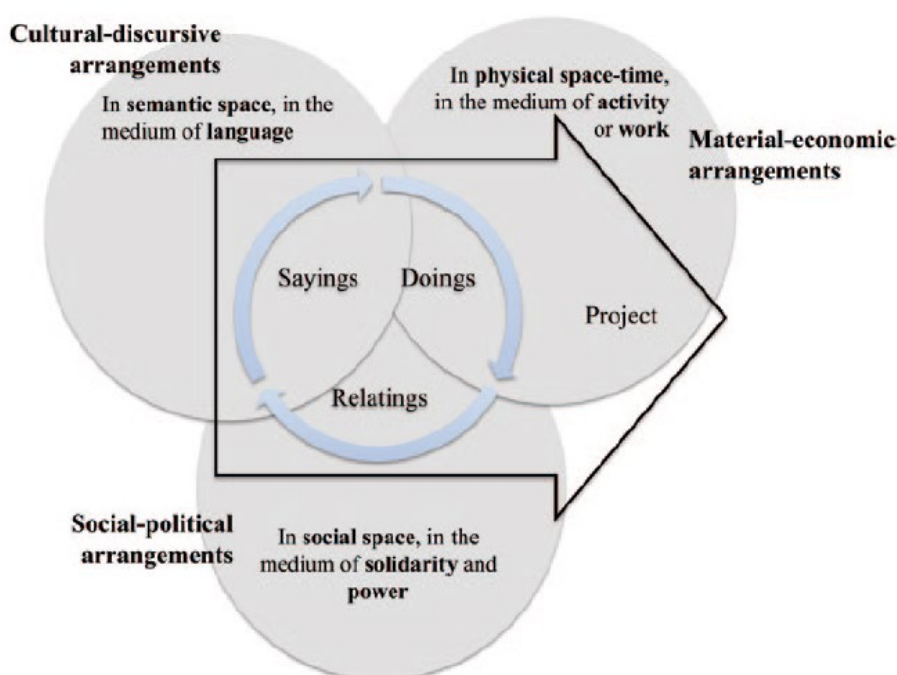 Cultural-discursive
arrangements
In semantic space, in the
medium of language
In physical space-time,
in the medium of activity
or work
Material-economic
arrangements
Sayings
Doings
Project
Relatings
Social-political
arrangements
In social space, in the
medium of solidarity and
power